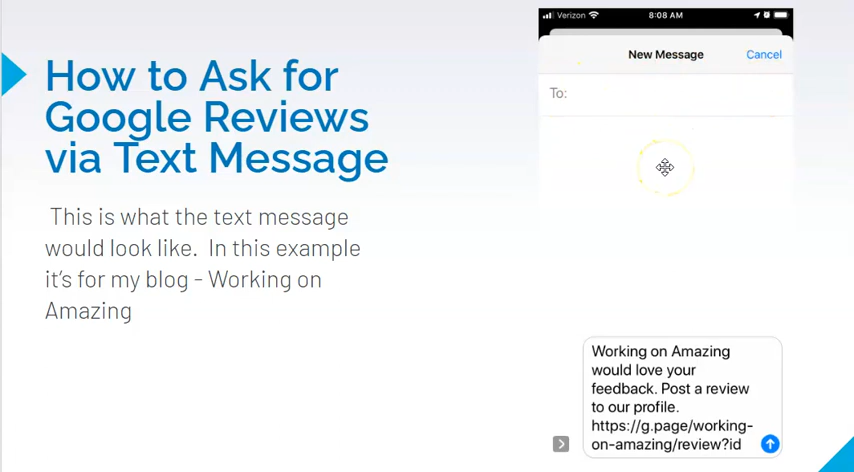 How to Ask for
Google Reviews
via Text Message
This is what the text message
would look like.  In this example
it's for my blog - Working on
Amazing
Verizon
8:08 AM
New Message
Cancel
To:
Working on Amazing
would love your
feedback. Post a review
to our profile.
https://g.page/working-
on-amazing/review?id